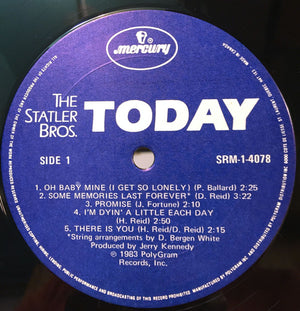 mercury
THE
STATLER
BROS. TODAY
SIDE 1 SRM-1-4078
1. OH BABY MINE (I GET SO LONELY) (P. Ballard) 2:25
2. SOME MEMORIES LAST FOREVER* (D. Reid) 3:22
3. PROMISE (J. Fortune) 2:10
4. I'M DYIN' A LITTLE EACH DAY
(H. Reid) 2:50
5. THERE IS YOU (H. Reid/D. Reid) 2:15
*String arrangements by D. Bergen White
Produced by Jerry Kennedy
© 1983 PolyGram
Records, Inc.